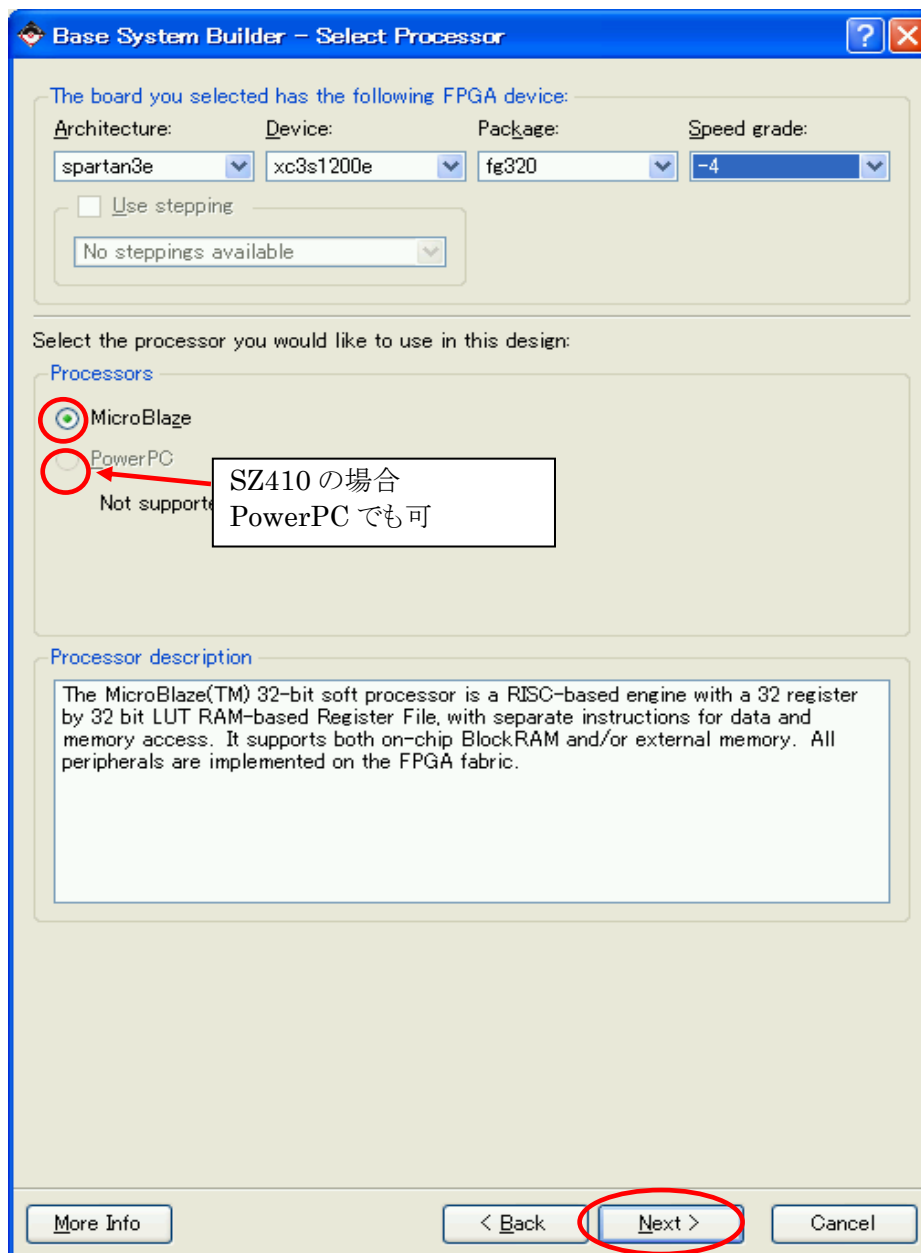 Base System Builder - Select Processor
The board you selected has the following FPGA device:
Architecture: Device: Package: Speed grade:
spartan3e xc3s1200e fg320 -4
Use stepping
No steppings available
Select the processor you would like to use in this design:
Processors
MicroBlaze
PowerPC
SZ410 の場合
PowerPC でも可
Not supporte
Processor description
The MicroBlaze(TM) 32-bit soft processor is a RISC-based engine with a 32 register
by 32 bit LUT RAM-based Register File, with separate instructions for data and
memory access. It supports both on-chip BlockRAM and/or external memory. All
peripherals are implemented on the FPGA fabric.
More Info < Back Next > Cancel